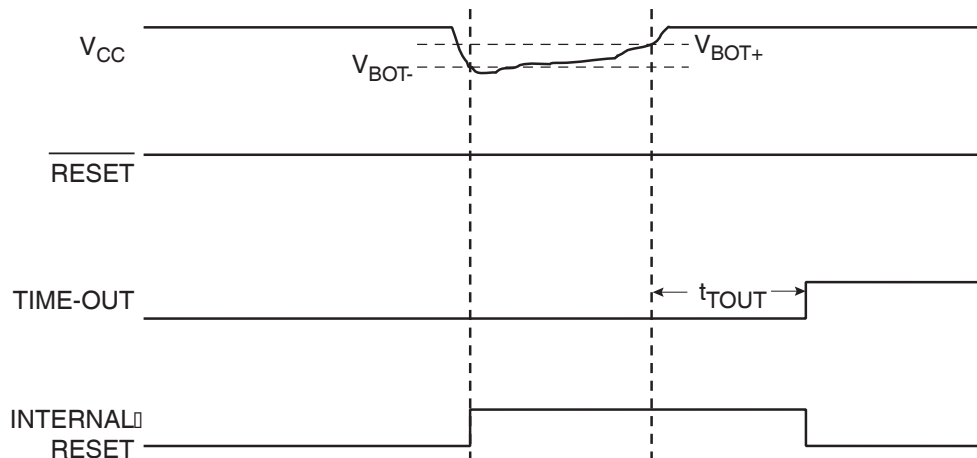 VCC
VBOT-
VBOT+
RESET
TIME-OUT
tTOUT
INTERNAL▯
RESET